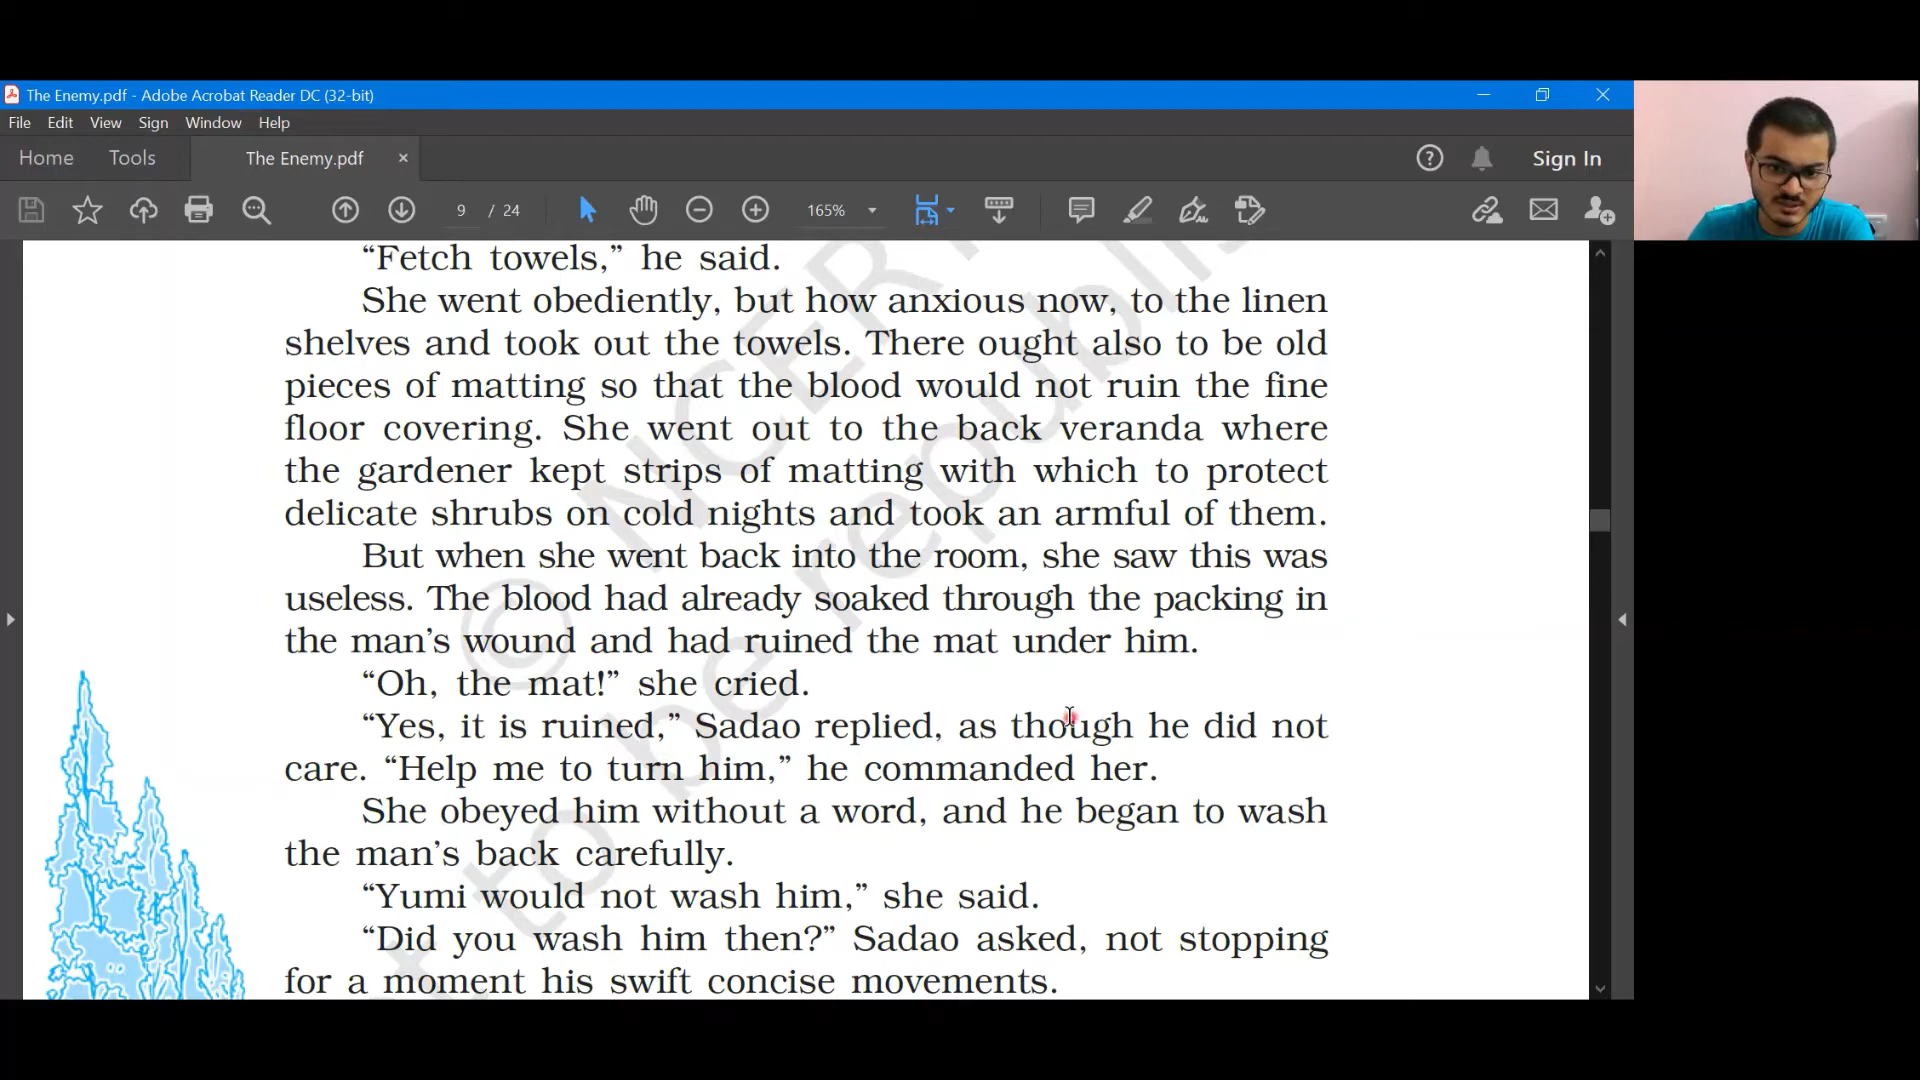 The Enemy.pdf - Adobe Acrobat Reader DC (32-bit)
File Edit View Sign Window Help
Home Tools The Enemy.pdf × Sign In
9 / 24 165%
“Fetch towels,” he said.
She went obediently, but how anxious now, to the linen
shelves and took out the towels. There ought also to be old
pieces of matting so that the blood would not ruin the fine
floor covering. She went out to the back veranda where
the gardener kept strips of matting with which to protect
delicate shrubs on cold nights and took an armful of them.
But when she went back into the room, she saw this was
useless. The blood had already soaked through the packing in
the man’s wound and had ruined the mat under him.
“Oh, the mat!” she cried.
“Yes, it is ruined,” Sadao replied, as though he did not
care. “Help me to turn him,” he commanded her.
She obeyed him without a word, and he began to wash
the man’s back carefully.
“Yumi would not wash him,” she said.
“Did you wash him then?” Sadao asked, not stopping
for a moment his swift concise movements.
© NCERT
to be republis